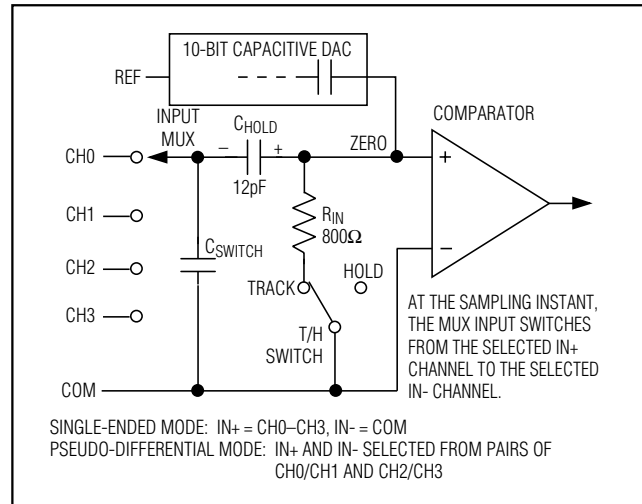 10-BIT CAPACITIVE DAC
REF
INPUT
MUX
CHOLD
– +
12pF
ZERO
COMPARATOR
+
–
CH0
CH1
CH2
CH3
CSWITCH
RIN
800Ω
TRACK
HOLD
T/H
SWITCH
COM
AT THE SAMPLING INSTANT,
THE MUX INPUT SWITCHES
FROM THE SELECTED IN+
CHANNEL TO THE SELECTED
IN- CHANNEL.
SINGLE-ENDED MODE: IN+ = CH0–CH3, IN- = COM
PSEUDO-DIFFERENTIAL MODE: IN+ AND IN- SELECTED FROM PAIRS OF
CH0/CH1 AND CH2/CH3